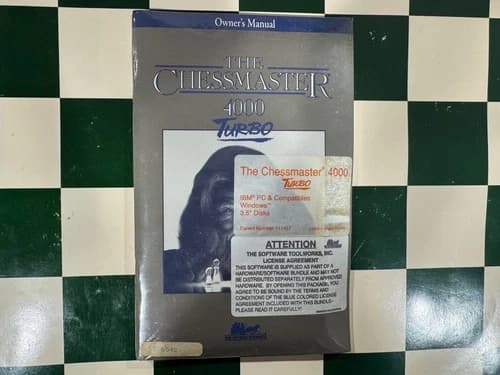 Owner's Manual
THE
CHESSMASTER
4000
TURBO
The Chessmaster® 4000
TURBO
IBM® PC & Compatibles
Windows™
3.5" Disks
ATTENTION
THE SOFTWARE TOOLWORKS, INC.
LICENSE AGREEMENT
THIS SOFTWARE IS SUPPLIED AS PART OF A
HARDWARE/SOFTWARE BUNDLE AND MAY NOT
BE DISTRIBUTED SEPARATELY FROM APPROVED
HARDWARE. BY OPENING THIS PACKAGE, YOU
AGREE TO BE BOUND BY THE TERMS AND
CONDITIONS OF THE BLUE COLORED LICENSE
AGREEMENT INCLUDED WITH THIS BUNDLE-
PLEASE READ IT CAREFULLY!